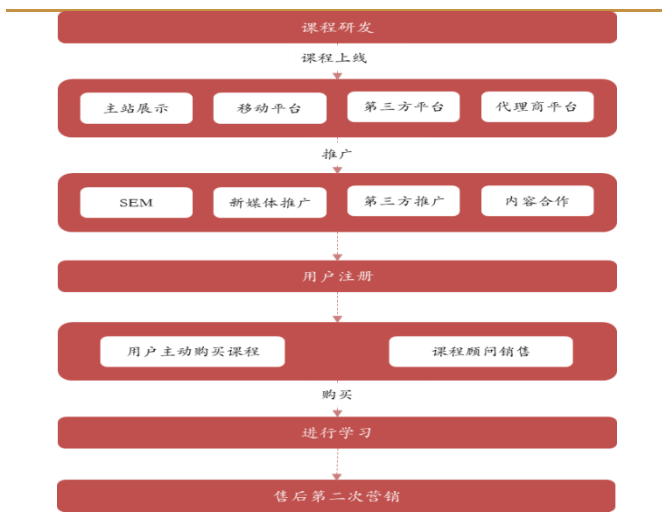 课程研发
课程上线
主站展示 移动平台 第三方平台 代理商平台
推广
SEM 新媒体推广 第三方推广 内容合作
用户注册
用户主动购买课程 课程顾问销售
购买
进行学习
售后第二次营销